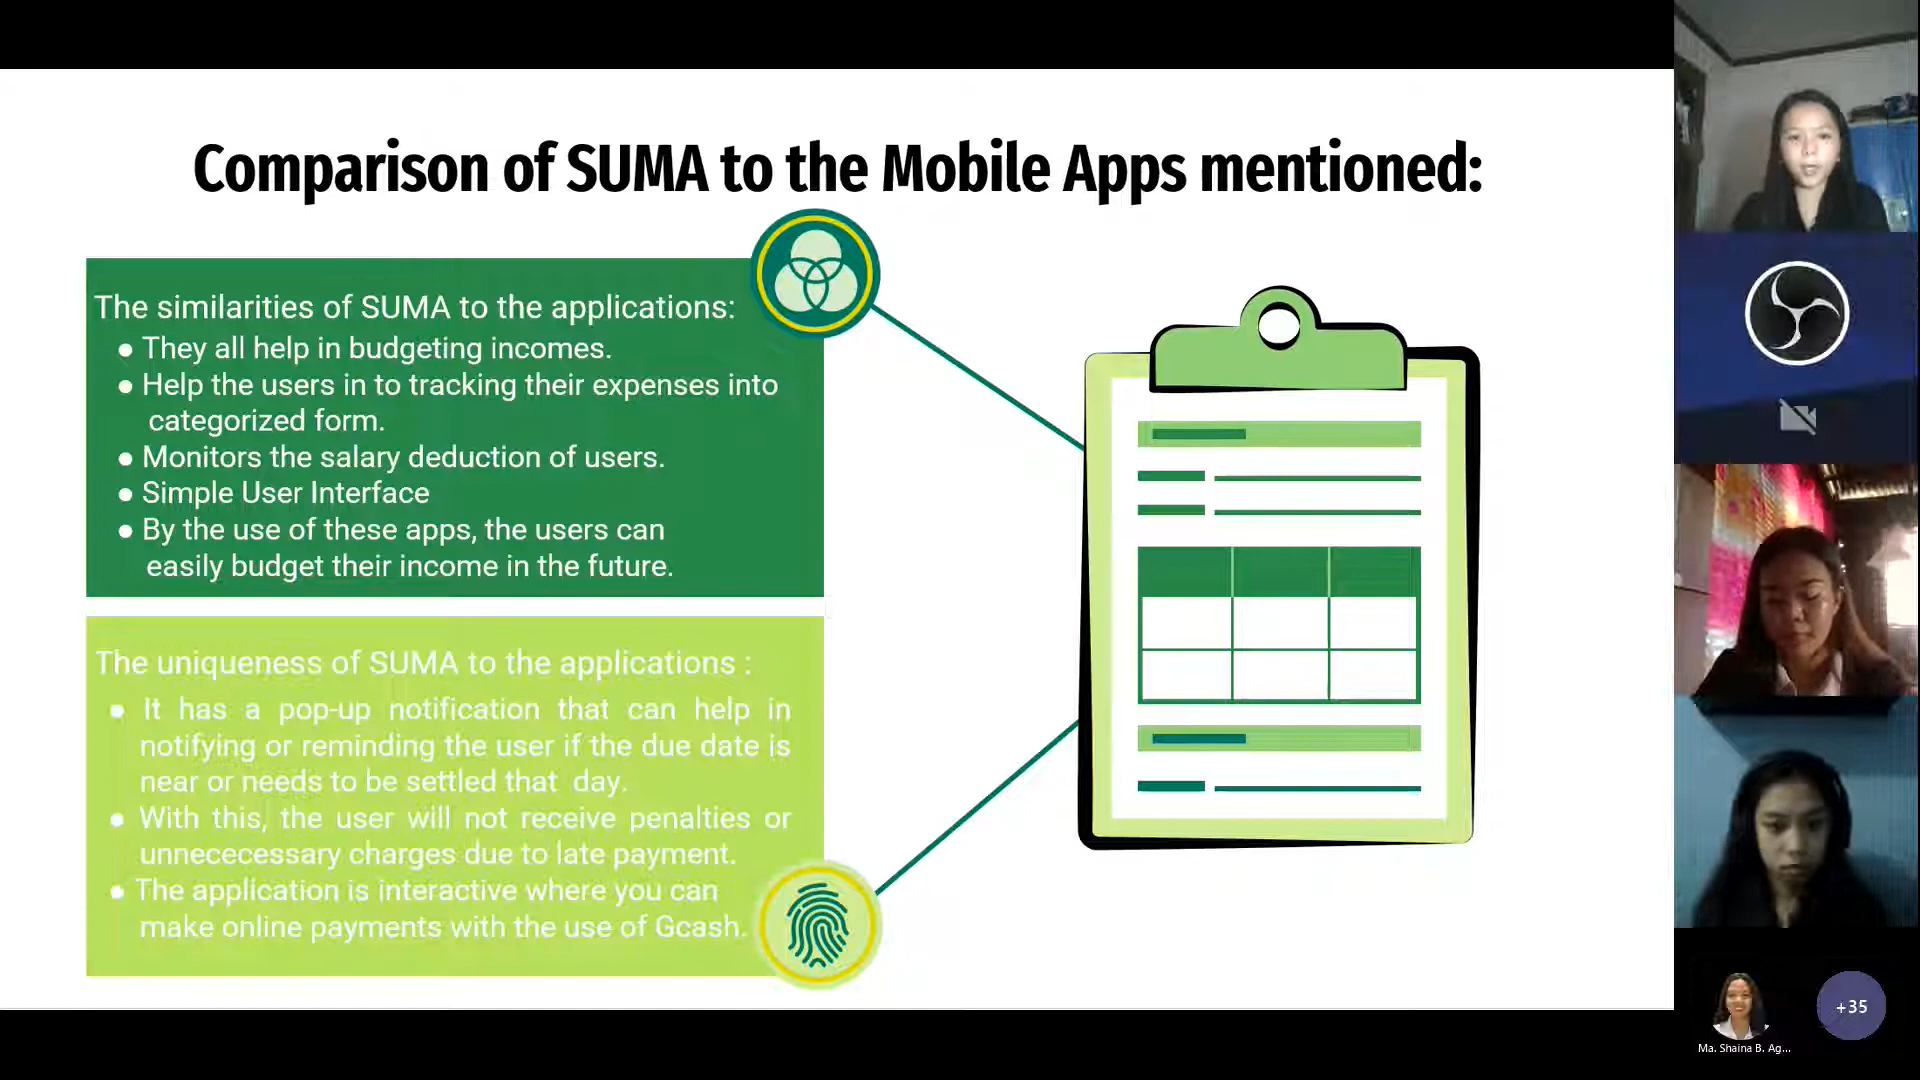 Comparison of SUMA to the Mobile Apps mentioned:
The similarities of SUMA to the applications:
● They all help in budgeting incomes.
● Help the users in to tracking their expenses into
categorized form.
● Monitors the salary deduction of users.
● Simple User Interface
● By the use of these apps, the users can
easily budget their income in the future.
The uniqueness of SUMA to the applications :
● It has a pop-up notification that can help in
notifying or reminding the user if the due date is
near or needs to be settled that day.
● With this, the user will not receive penalties or
unnececessary charges due to late payment.
● The application is interactive where you can
make online payments with the use of Gcash.
+35
Ma. Shaina B. Ag...